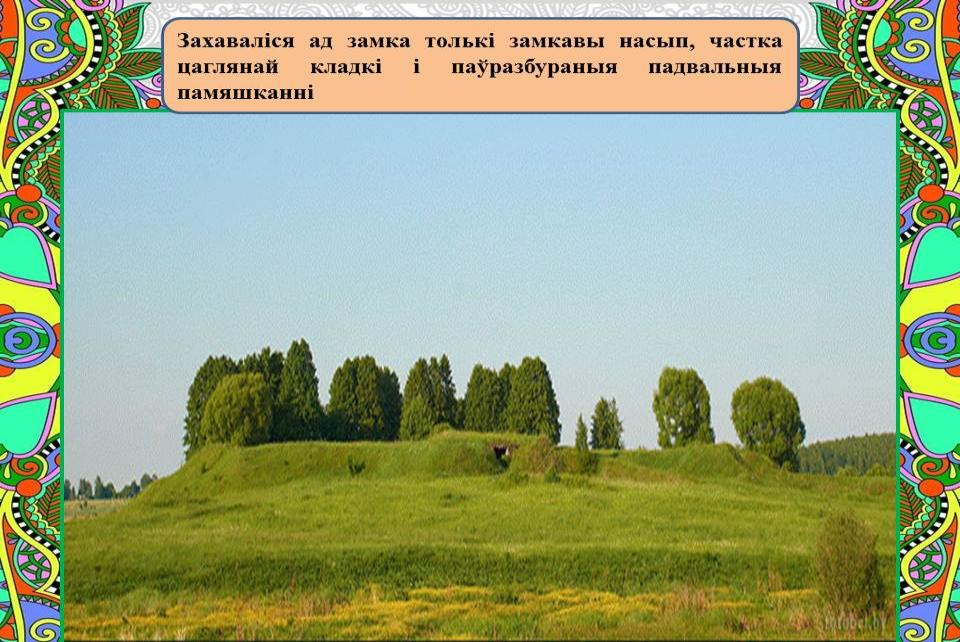 Захаваліся ад замка толькі замкавы насып, частка
цаглянай кладкі і паўразбураныя падвальныя
памяшканні